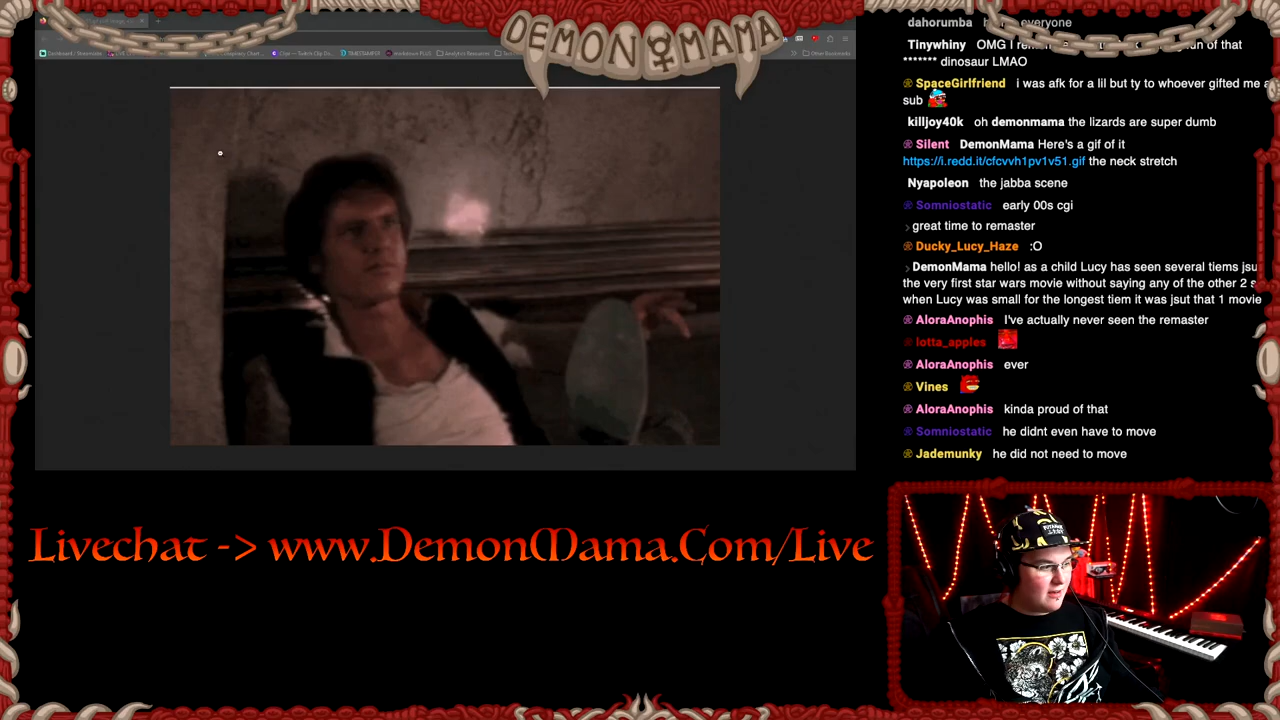 DEMON MAMA
dahorumba everyone
Tinywhiny OMG I of that
******* dinosaur LMAO
SpaceGirlfriend i was afk for a lil but ty to whoever gifted me a
sub
killjoy40k oh demonmama the lizards are super dumb
Silent DemonMama Here's a gif of it
https://i.redd.it/cfcvvh1pv1v51.gif the neck stretch
Nyapoleon the jabba scene
Somniostatic early 00s cgi
great time to remaster
Ducky_Lucy_Haze :O
DemonMama hello! as a child Lucy has seen several tiems jsu
the very first star wars movie without saying any of the other 2 s
when Lucy was small for the longest tiem it was jsut that 1 movie
AloraAnophis I've actually never seen the remaster
lotta_apples
AloraAnophis ever
Vines
AloraAnophis kinda proud of that
Somniostatic he didnt even have to move
Jademunky he did not need to move
Livechat -> www.DemonMama.Com/Live